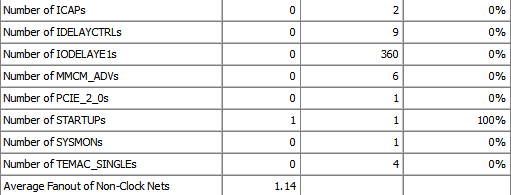 Number of ICAPs 0 2 0%
Number of IDELAYCTRLs 0 9 0%
Number of IODELAYE1s 0 360 0%
Number of MMCM_ADVs 0 6 0%
Number of PCIE_2_0s 0 1 0%
Number of STARTUPs 1 1 100%
Number of SYSMONs 0 1 0%
Number of TEMAC_SINGLEs 0 4 0%
Average Fanout of Non-Clock Nets 1.14